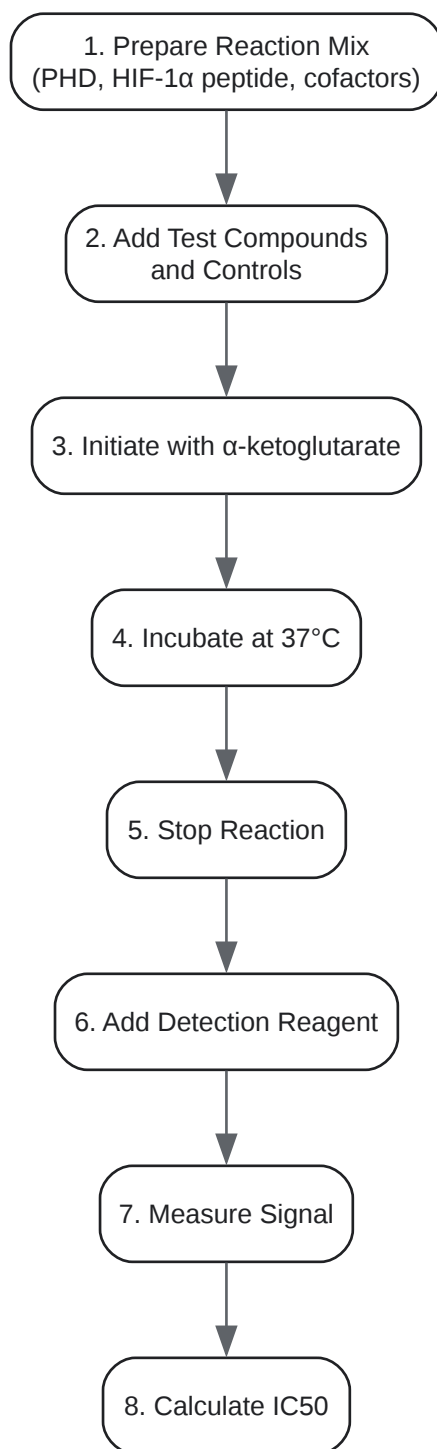 1. Prepare Reaction Mix
(PHD, HIF-1α peptide, cofactors)
2. Add Test Compounds
and Controls
3. Initiate with α-ketoglutarate
4. Incubate at 37°C
5. Stop Reaction
6. Add Detection Reagent
7. Measure Signal
8. Calculate IC50